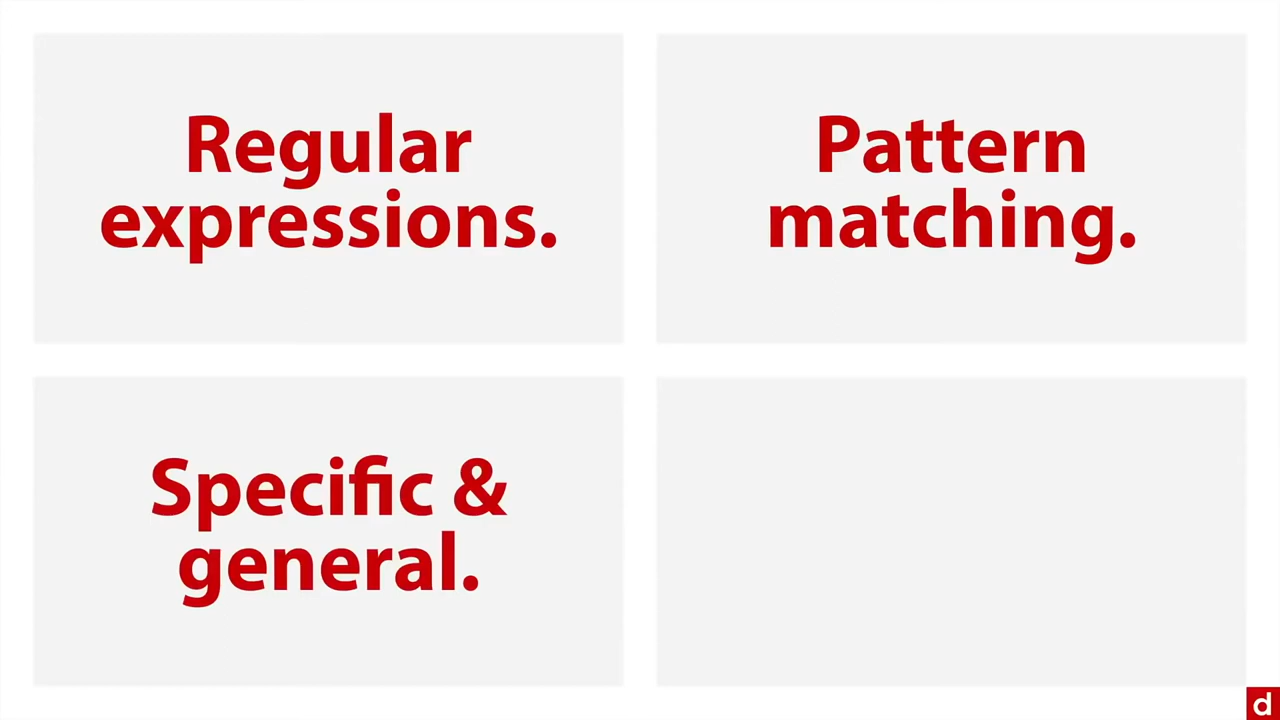 Regular
expressions.
Pattern
matching.
Specific &
general.
d